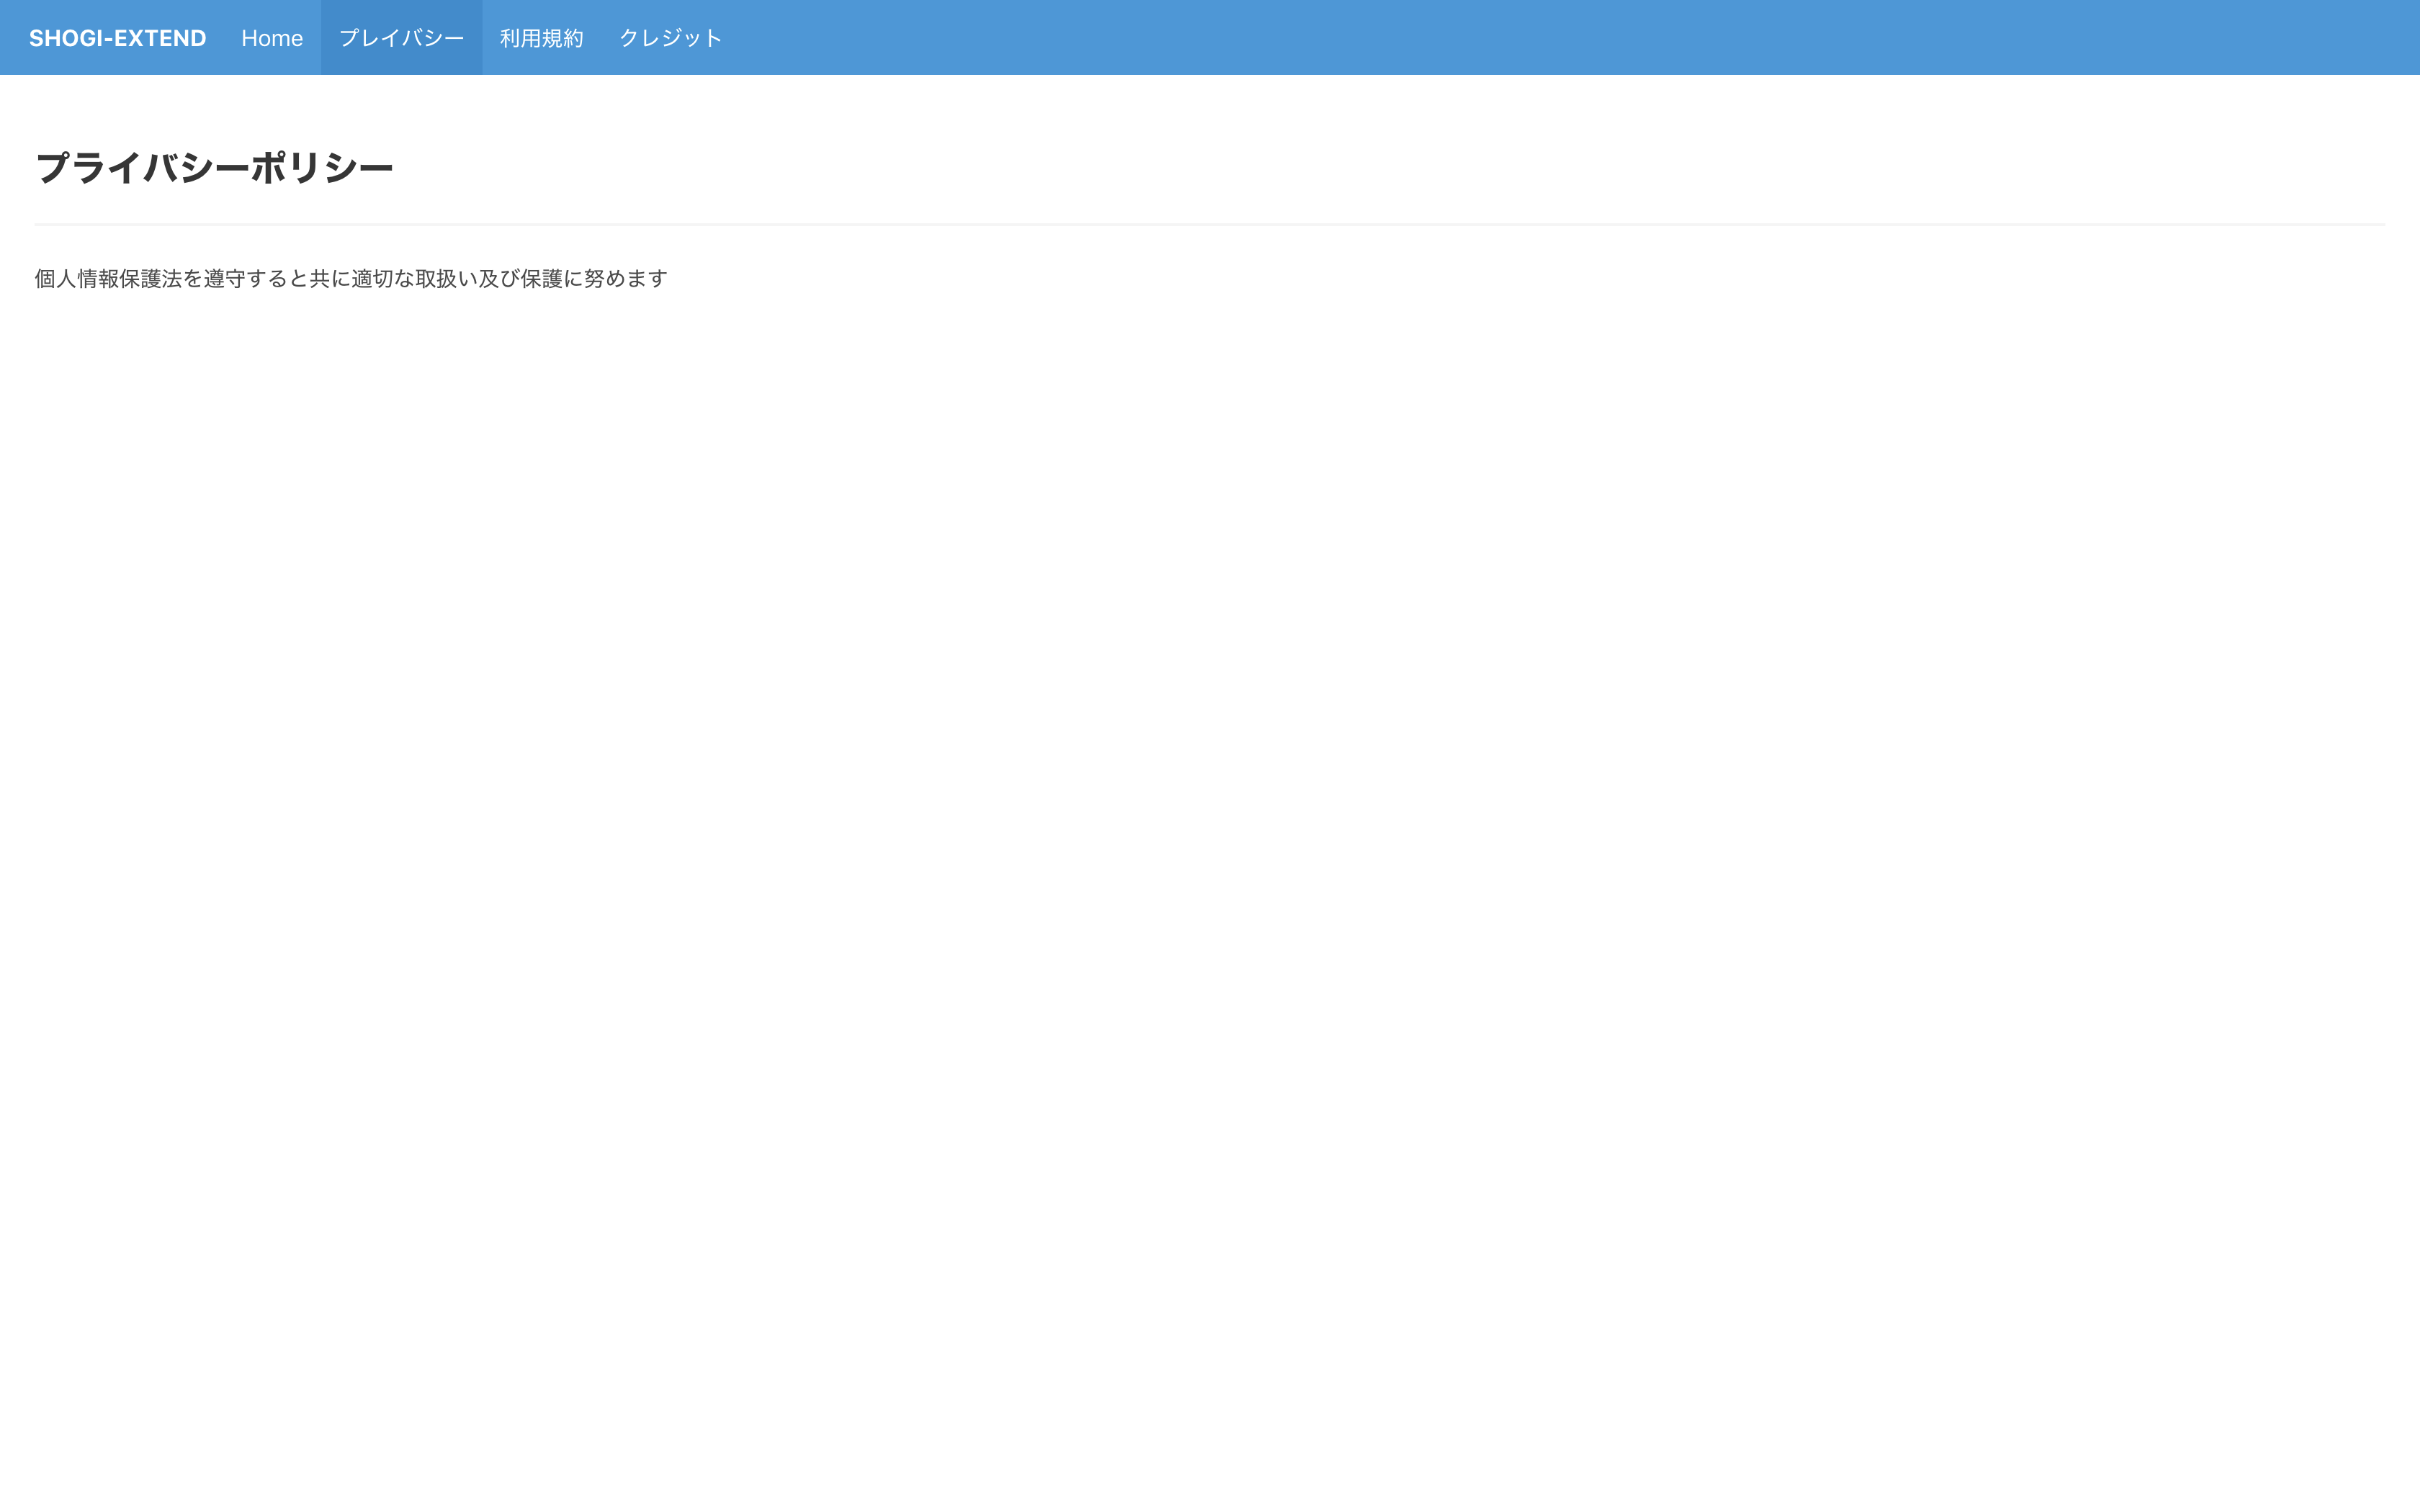 SHOGI-EXTEND Home プレイバシー 利用規約 クレジット
プライバシーポリシー
個人情報保護法を遵守すると共に適切な取扱い及び保護に努めます